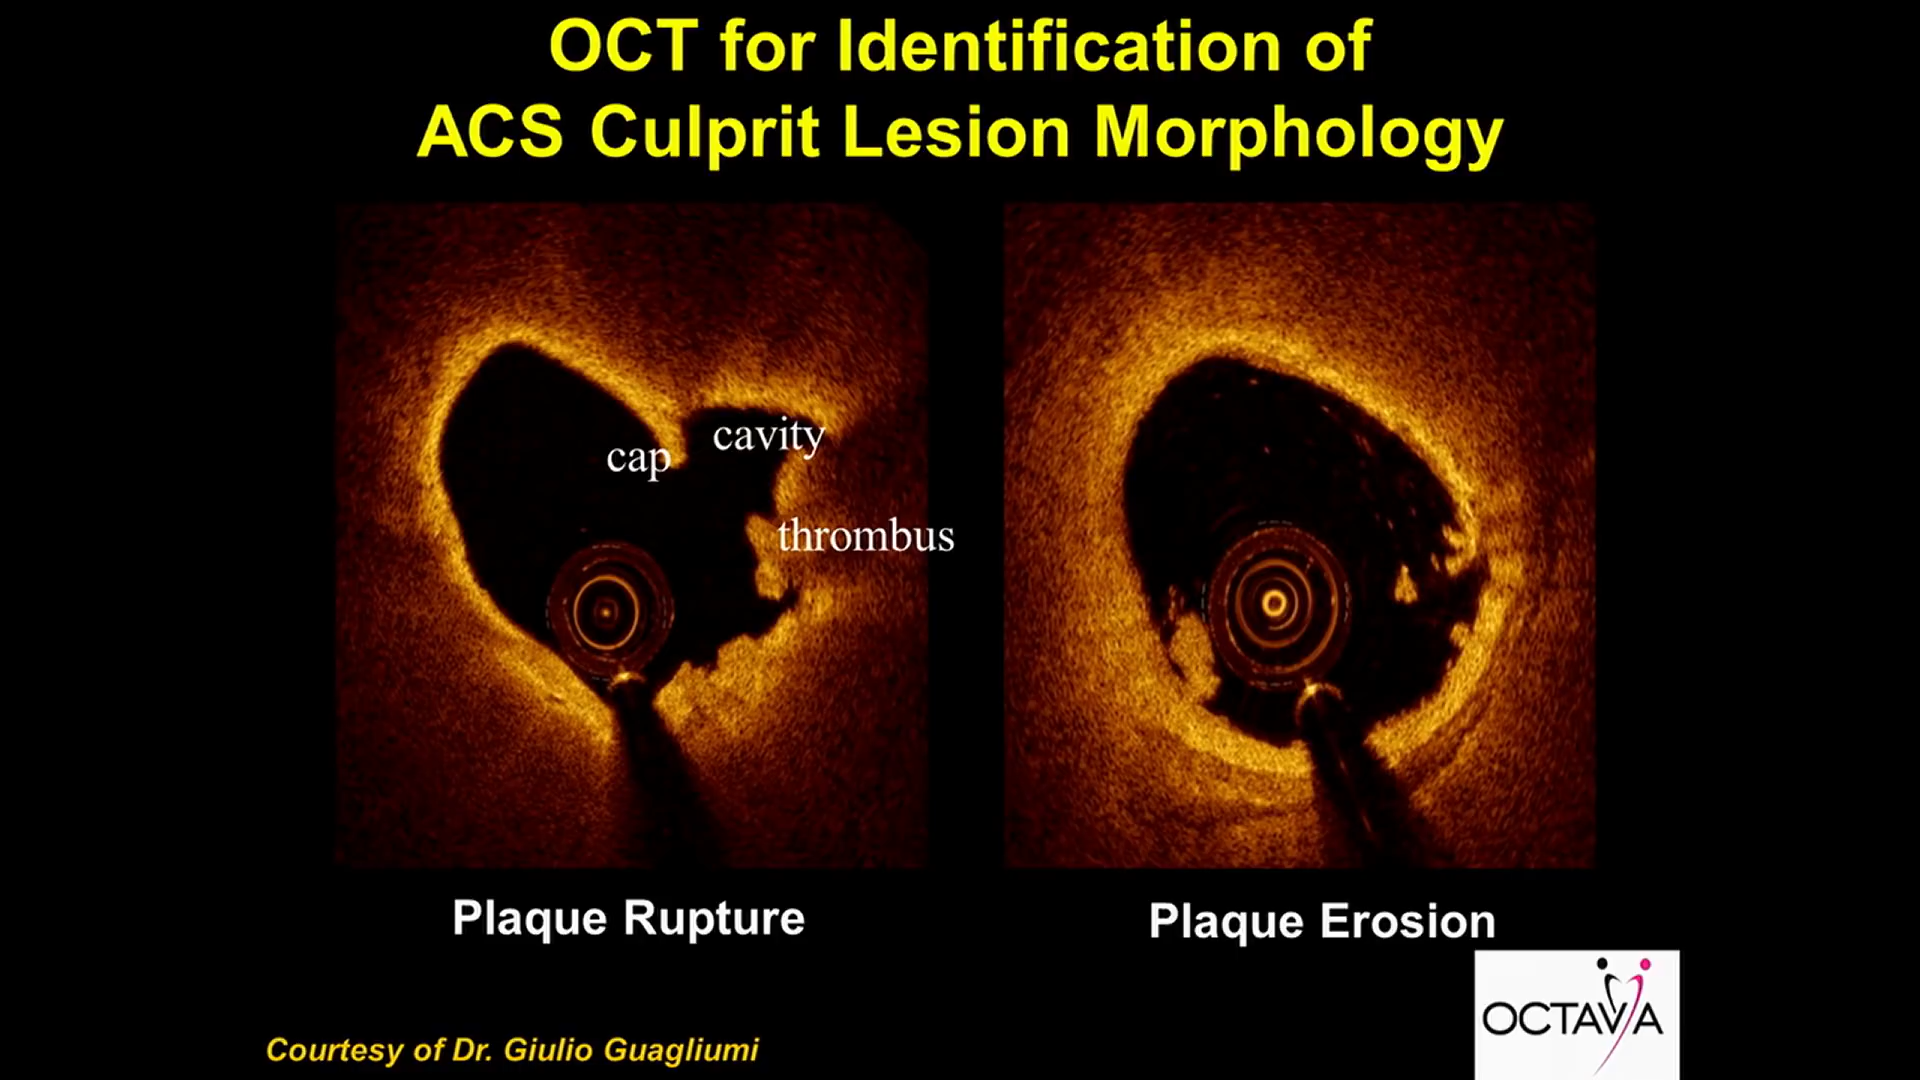 OCT for Identification of
ACS Culprit Lesion Morphology
cap
cavity
thrombus
Plaque Rupture
Plaque Erosion
Courtesy of Dr. Giulio Guagliumi
OCTAVIA